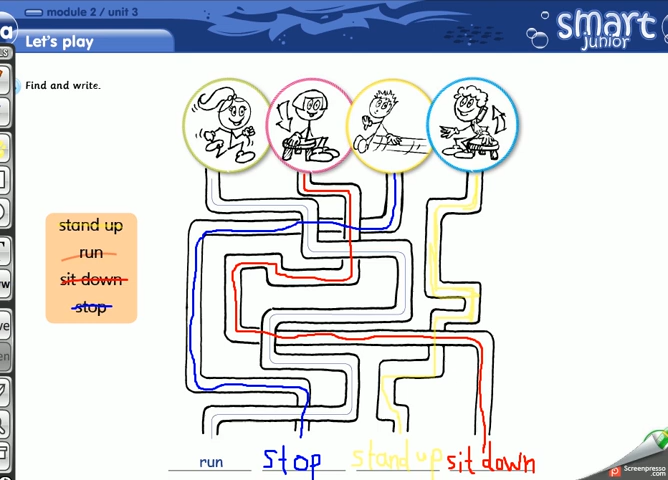 module 2 / unit 3
Let's play
smart
junior
Find and write.
stand up
run
sit down
stop
run stop stand up sit down
Screenpresso